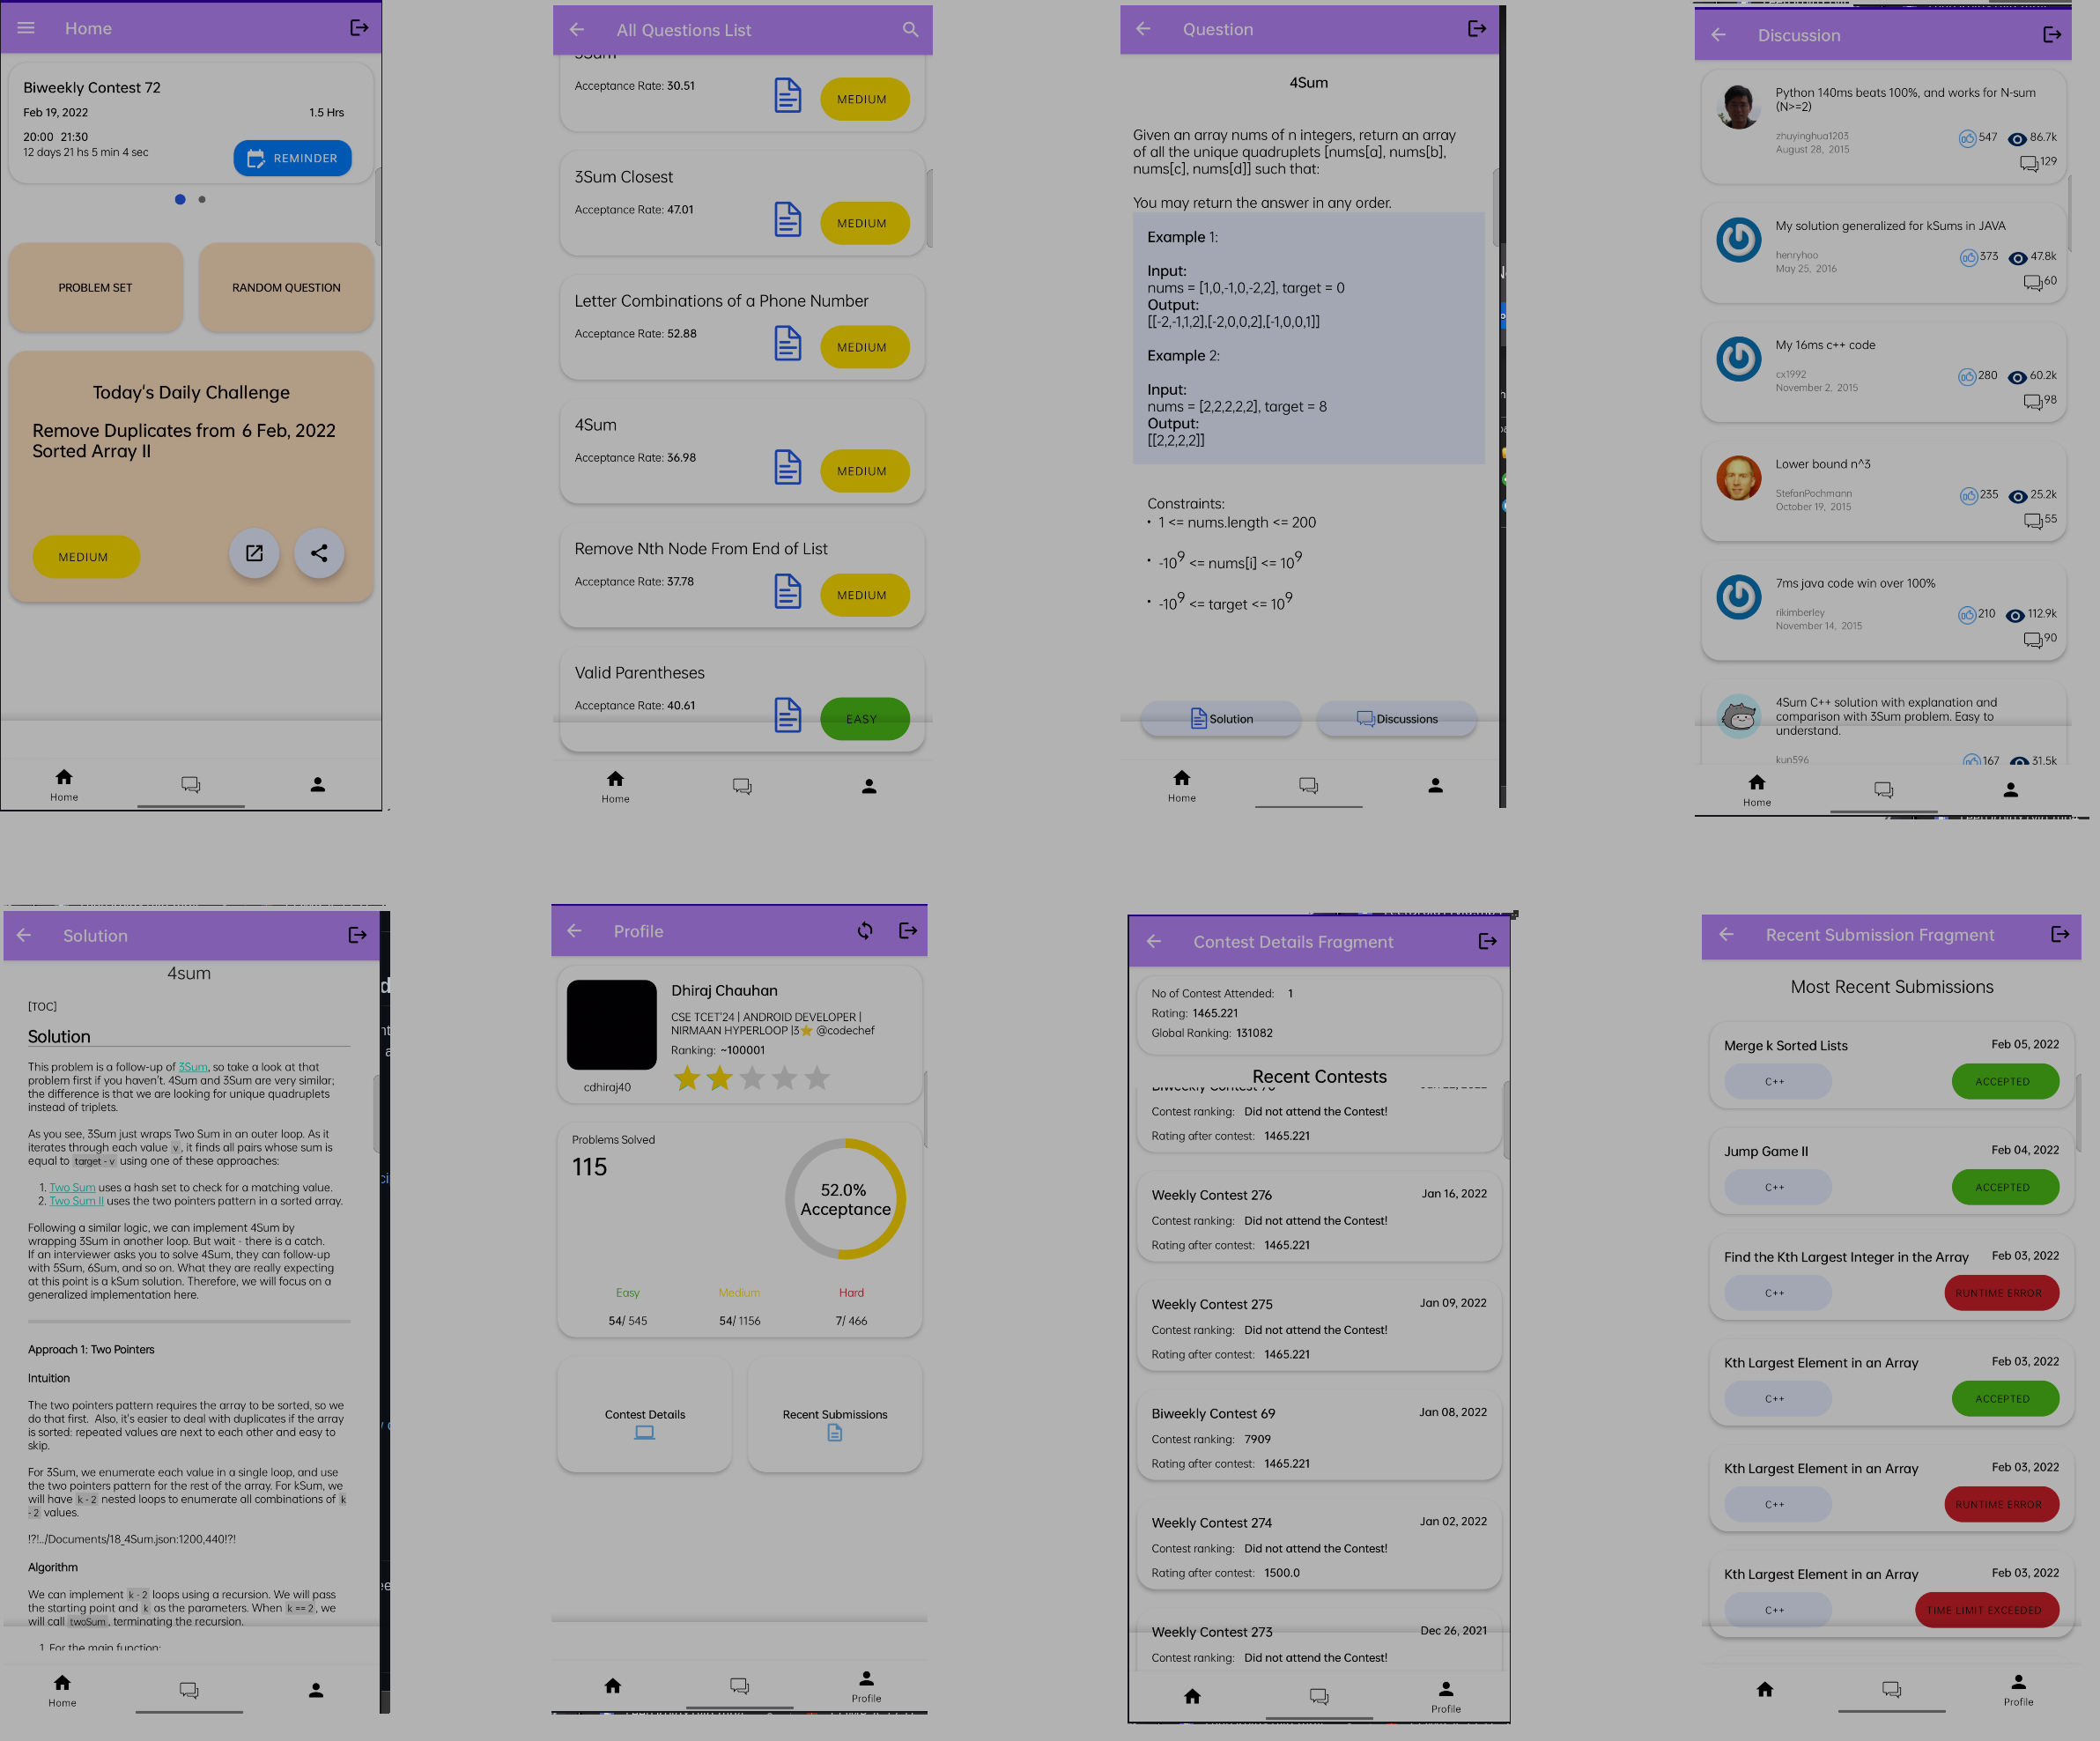 Home
Biweekly Contest 72
Feb 19, 2022
1.5 Hrs
20:00 21:30
12 days 21 hs 5 min 4 sec
REMINDER
PROBLEM SET
RANDOM QUESTION
Today's Daily Challenge
Remove Duplicates from 6 Feb, 2022
Sorted Array II
MEDIUM
Home
All Questions List
3Sum
Acceptance Rate: 30.51
MEDIUM
3Sum Closest
Acceptance Rate: 47.01
MEDIUM
Letter Combinations of a Phone Number
Acceptance Rate: 52.88
MEDIUM
4Sum
Acceptance Rate: 36.98
MEDIUM
Remove Nth Node From End of List
Acceptance Rate: 37.78
MEDIUM
Valid Parentheses
Acceptance Rate: 40.61
EASY
Home
Question
4Sum
Given an array nums of n integers, return an array
of all the unique quadruplets [nums[a], nums[b],
nums[c], nums[d]] such that:
You may return the answer in any order.
Example 1:
Input:
nums = [1,0,-1,0,-2,2], target = 0
Output:
[[-2,-1,1,2],[-2,0,0,2],[-1,0,0,1]]
Example 2:
Input:
nums = [2,2,2,2,2], target = 8
Output:
[[2,2,2,2]]
Constraints:
• 1 <= nums.length <= 200
• -10⁹ <= nums[i] <= 10⁹
• -10⁹ <= target <= 10⁹
Solution
Discussions
Home
Discussion
Python 140ms beats 100%, and works for N-sum
(N>=2)
zhuyinghua1203
August 28, 2015
547 86.7k
129
My solution generalized for kSums in JAVA
henryhoo
May 25, 2016
373 47.8k
60
My 16ms c++ code
cx1992
November 2, 2015
280 60.2k
98
Lower bound n^3
StefanPochmann
October 19, 2015
235 25.2k
55
7ms java code win over 100%
rikimberley
November 14, 2015
210 112.9k
90
4Sum C++ solution with explanation and
comparison with 3Sum problem. Easy to
understand.
kun596
167 31.5k
Home
Solution
4sum
[TOC]
Solution
This problem is a follow-up of 3Sum, so take a look at that
problem first if you haven't. 4Sum and 3Sum are very similar;
the difference is that we are looking for unique quadruplets
instead of triplets.
As you see, 3Sum just wraps Two Sum in an outer loop. As it
iterates through each value v, it finds all pairs whose sum is
equal to target - v using one of these approaches:
1. Two Sum uses a hash set to check for a matching value.
2. Two Sum II uses the two pointers pattern in a sorted array.
Following a similar logic, we can implement 4Sum by
wrapping 3Sum in another loop. But wait - there is a catch.
If an interviewer asks you to solve 4Sum, they can follow-up
with 5Sum, 6Sum, and so on. What they are really expecting
at this point is a kSum solution. Therefore, we will focus on a
generalized implementation here.
Approach 1: Two Pointers
Intuition
The two pointers pattern requires the array to be sorted, so we
do that first. Also, it's easier to deal with duplicates if the array
is sorted: repeated values are next to each other and easy to
skip.
For 3Sum, we enumerate each value in a single loop, and use
the two pointers pattern for the rest of the array. For kSum, we
will have k - 2 nested loops to enumerate all combinations of k
- 2 values.
!?!../Documents/18_4Sum.json:1200,440!?!
Algorithm
We can implement k - 2 loops using a recursion. We will pass
the starting point and k as the parameters. When k == 2, we
will call twoSum, terminating the recursion.
1. For the main function:
Home
Profile
Dhiraj Chauhan
CSE TCET'24 | ANDROID DEVELOPER |
NIRMAAN HYPERLOOP |3⭐ @codechef
Ranking: ~100001
cdhiraj40
Problems Solved
115
52.0%
Acceptance
Easy Medium Hard
54/ 545 54/ 1156 7/ 466
Contest Details
Recent Submissions
Profile
Contest Details Fragment
No of Contest Attended: 1
Rating: 1465.221
Global Ranking: 131082
Recent Contests
Contest ranking: Did not attend the Contest!
Rating after contest: 1465.221
Weekly Contest 276 Jan 16, 2022
Contest ranking: Did not attend the Contest!
Rating after contest: 1465.221
Weekly Contest 275 Jan 09, 2022
Contest ranking: Did not attend the Contest!
Rating after contest: 1465.221
Biweekly Contest 69 Jan 08, 2022
Contest ranking: 7909
Rating after contest: 1465.221
Weekly Contest 274 Jan 02, 2022
Contest ranking: Did not attend the Contest!
Rating after contest: 1500.0
Weekly Contest 273 Dec 26, 2021
Contest ranking: Did not attend the Contest!
Profile
Recent Submission Fragment
Most Recent Submissions
Merge k Sorted Lists Feb 05, 2022
C++ ACCEPTED
Jump Game II Feb 04, 2022
C++ ACCEPTED
Find the Kth Largest Integer in the Array Feb 03, 2022
C++ RUNTIME ERROR
Kth Largest Element in an Array Feb 03, 2022
C++ ACCEPTED
Kth Largest Element in an Array Feb 03, 2022
C++ RUNTIME ERROR
Kth Largest Element in an Array Feb 03, 2022
C++ TIME LIMIT EXCEEDED
Profile